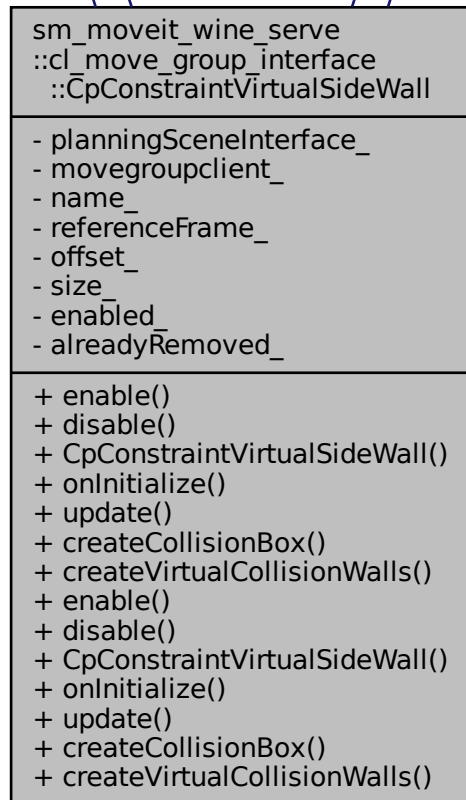 sm_moveit_wine_serve
::cl_move_group_interface
::CpConstraintVirtualSideWall
- planningSceneInterface_
- movegroupclient_
- name_
- referenceFrame_
- offset_
- size_
- enabled_
- alreadyRemoved_
+ enable()
+ disable()
+ CpConstraintVirtualSideWall()
+ onInitialize()
+ update()
+ createCollisionBox()
+ createVirtualCollisionWalls()
+ enable()
+ disable()
+ CpConstraintVirtualSideWall()
+ onInitialize()
+ update()
+ createCollisionBox()
+ createVirtualCollisionWalls()